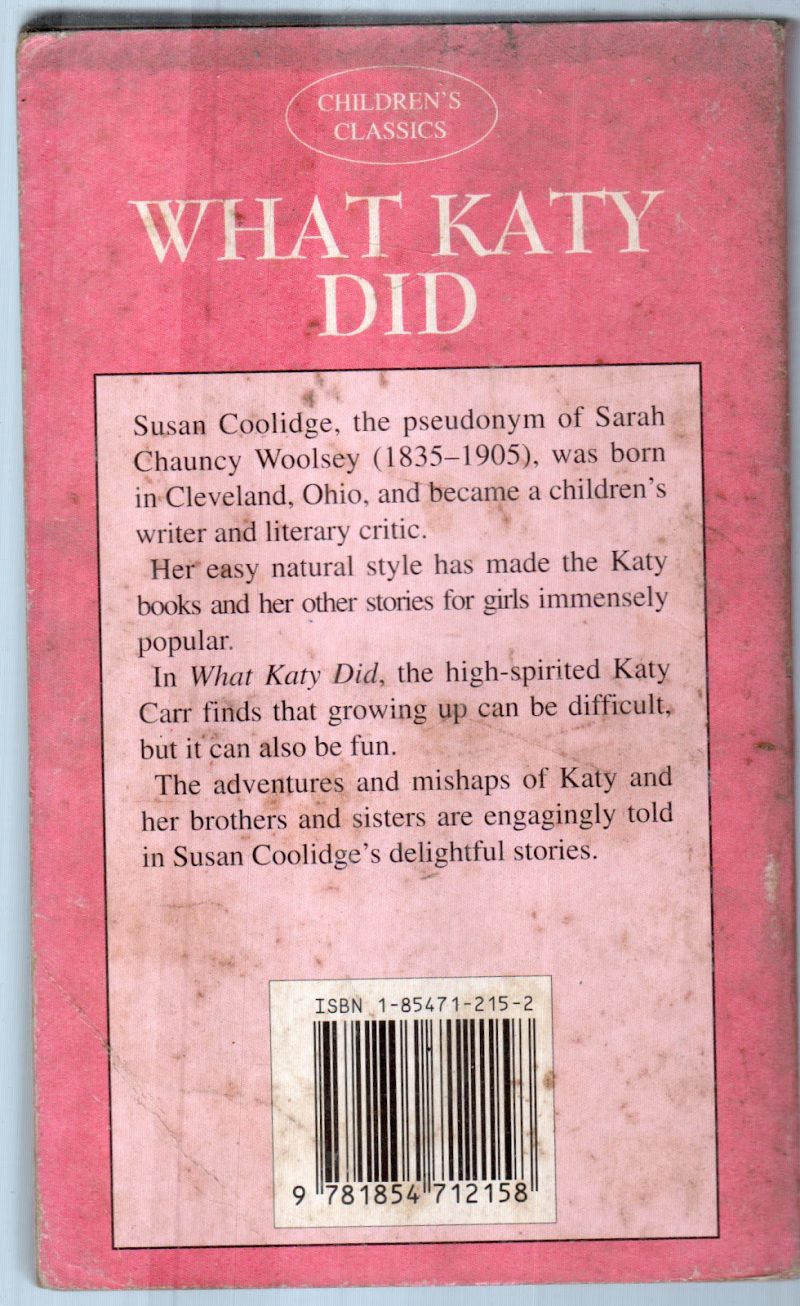 CHILDREN'S
CLASSICS
WHAT KATY
DID
Susan Coolidge, the pseudonym of Sarah
Chauncy Woolsey (1835–1905), was born
in Cleveland, Ohio, and became a children's
writer and literary critic.
Her easy natural style has made the Katy
books and her other stories for girls immensely
popular.
In What Katy Did, the high-spirited Katy
Carr finds that growing up can be difficult,
but it can also be fun.
The adventures and mishaps of Katy and
her brothers and sisters are engagingly told
in Susan Coolidge's delightful stories.
ISBN 1-85471-215-2
9 781854 712158